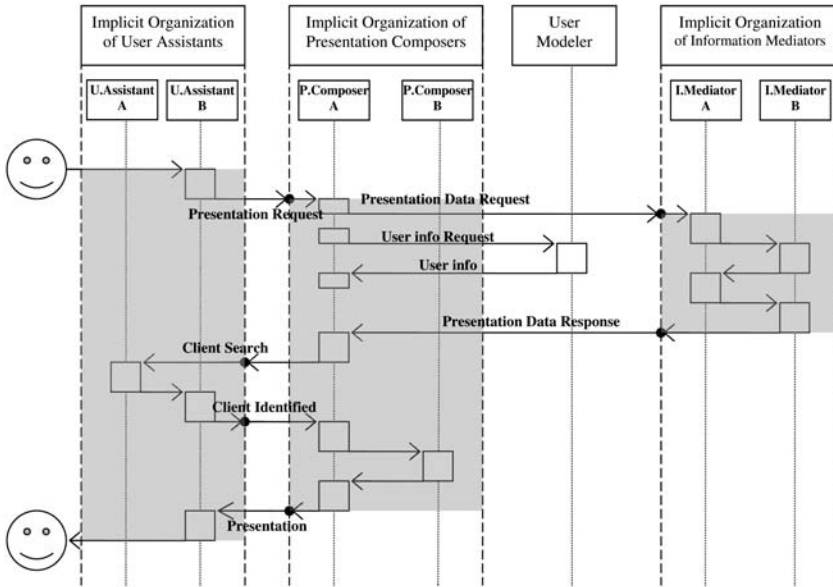 Implicit Organization
of User Assistants
Implicit Organization of
Presentation Composers
User
Modeler
Implicit Organization
of Information Mediators
U.Assistant
A
U.Assistant
B
P.Composer
A
P.Composer
B
I.Mediator
A
I.Mediator
B
Presentation Data Request
Presentation Request
User info Request
User info
Presentation Data Response
Client Search
Client Identified
Presentation